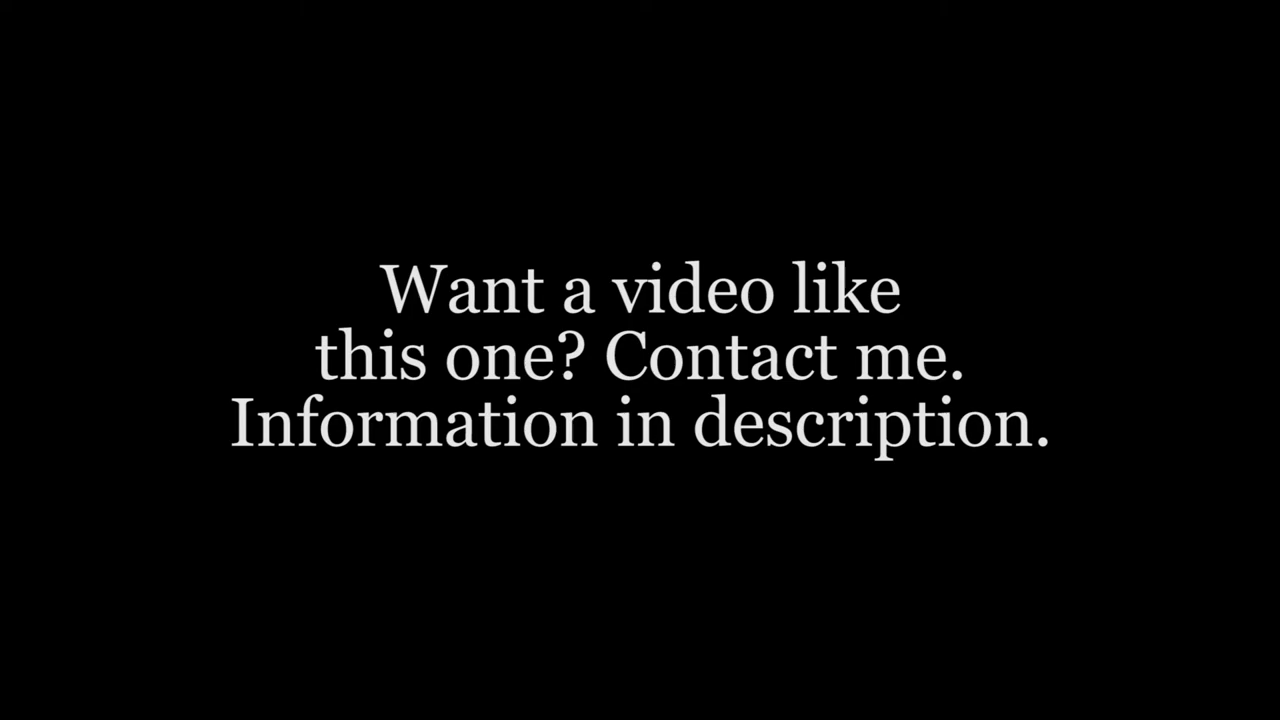 Want a video like
this one? Contact me.
Information in description.